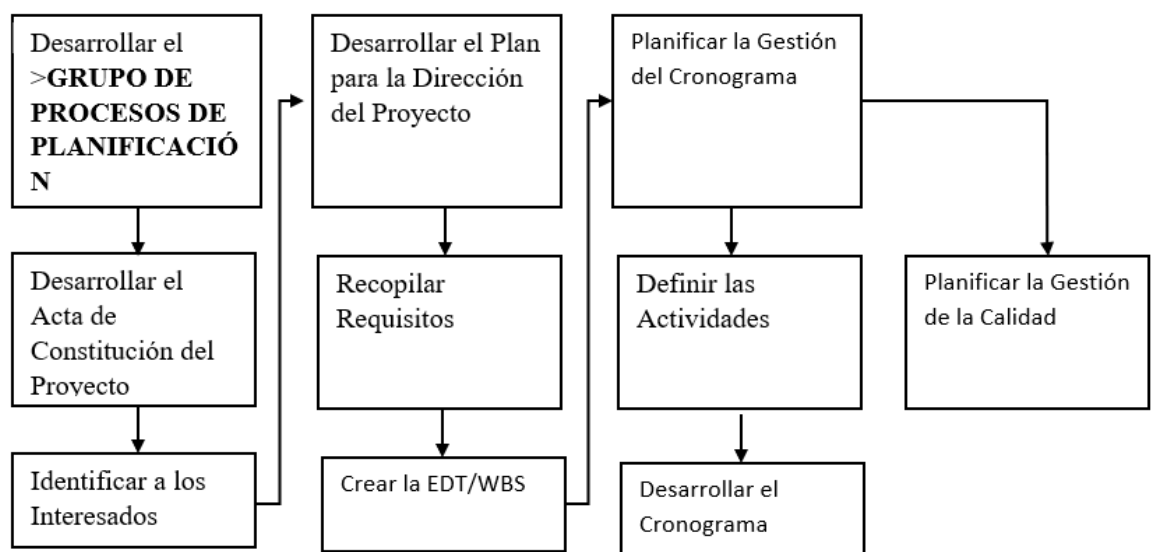 Desarrollar el
>GRUPO DE
PROCESOS DE
PLANIFICACIÓ
N
Desarrollar el
Acta de
Constitución del
Proyecto
Identificar a los
Interesados
Desarrollar el Plan
para la Dirección
del Proyecto
Recopilar
Requisitos
Crear la EDT/WBS
Planificar la Gestión
del Cronograma
Definir las
Actividades
Desarrollar el
Cronograma
Planificar la Gestión
de la Calidad